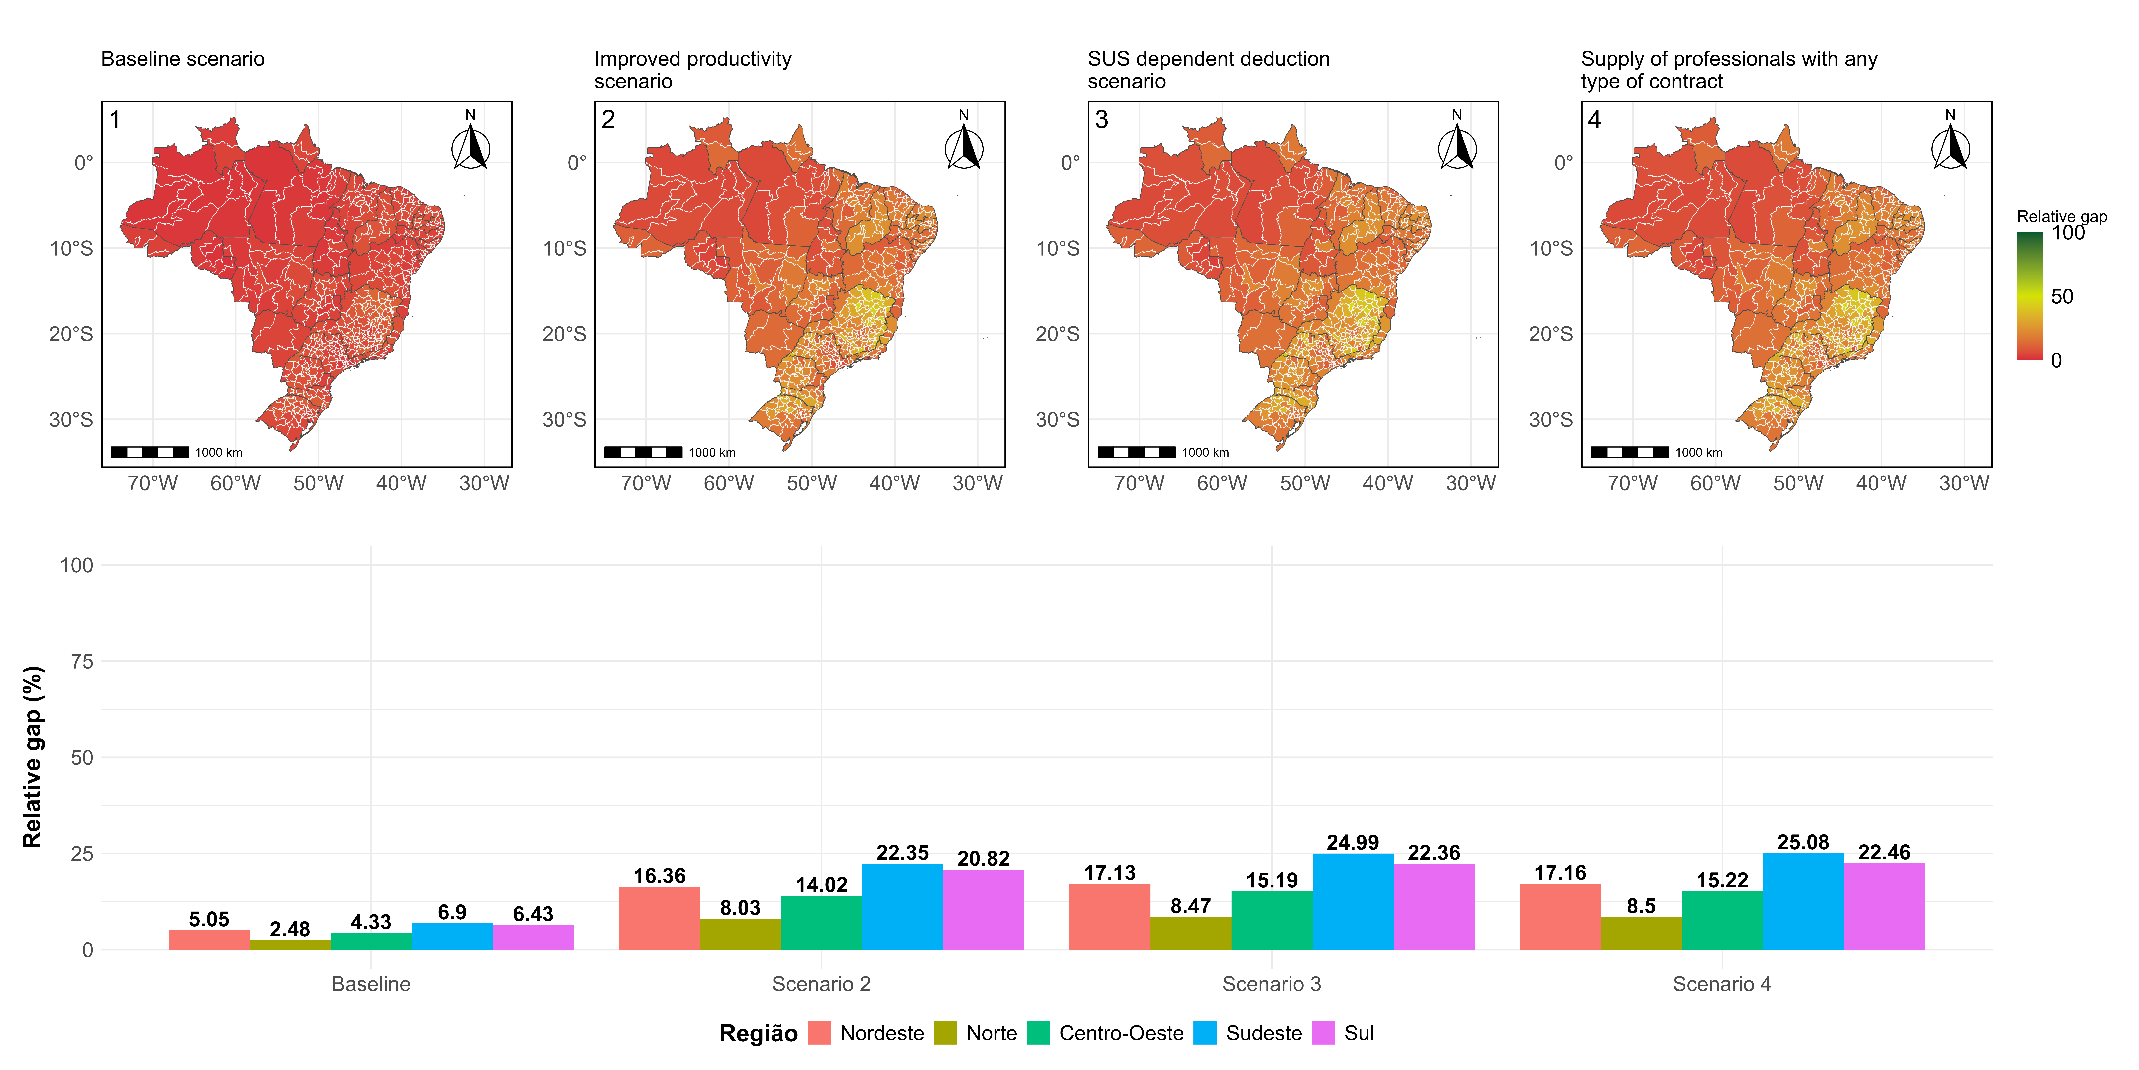 Baseline scenario
Improved productivity
scenario
SUS dependent deduction
scenario
Supply of professionals with any
type of contract
1
N
0°
10°S
20°S
30°S
1000 km
70°W 60°W 50°W 40°W 30°W
2
N
0°
10°S
20°S
30°S
1000 km
70°W 60°W 50°W 40°W 30°W
3
N
0°
10°S
20°S
30°S
1000 km
70°W 60°W 50°W 40°W 30°W
4
N
0°
10°S
20°S
30°S
1000 km
70°W 60°W 50°W 40°W 30°W
Relative gap
100
50
0
Relative gap (%)
100
75
50
25
0
5.05 2.48 4.33 6.9 6.43
16.36 8.03 14.02 22.35 20.82
17.13 8.47 15.19 24.99 22.36
17.16 8.5 15.22 25.08 22.46
Baseline Scenario 2 Scenario 3 Scenario 4
Região Nordeste Norte Centro-Oeste Sudeste Sul